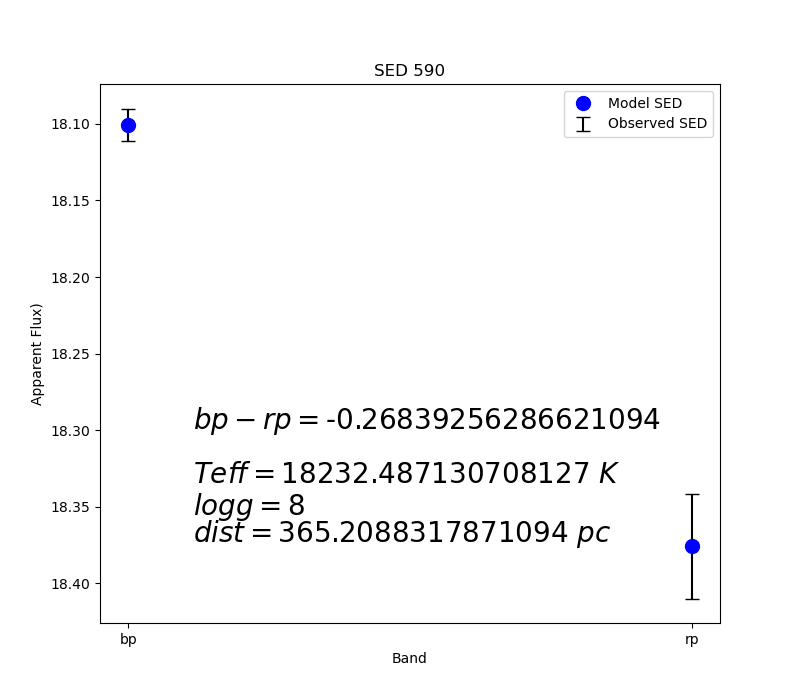 SED 590
Model SED
Observed SED
18.10
18.15
18.20
18.25
18.30
18.35
18.40
Apparent Flux)
bp − rp = -0.26839256286621094
Teff = 18232.487130708127 K
logg = 8
dist = 365.2088317871094 pc
bp
rp
Band